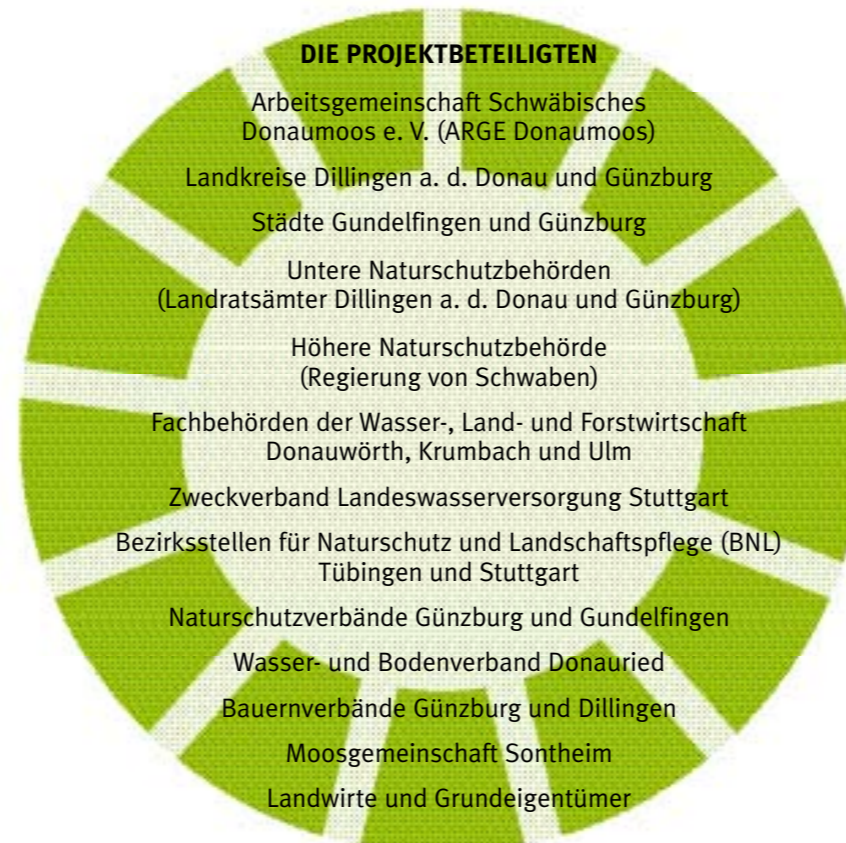 DIE PROJEKTBETEILIGTEN
Arbeitsgemeinschaft Schwäbisches
Donaumoos e. V. (ARGE Donaumoos)
Landkreise Dillingen a. d. Donau und Günzburg
Städte Gundelfingen und Günzburg
Untere Naturschutzbehörden
(Landratsämter Dillingen a. d. Donau und Günzburg)
Höhere Naturschutzbehörde
(Regierung von Schwaben)
Fachbehörden der Wasser-, Land- und Forstwirtschaft
Donauwörth, Krumbach und Ulm
Zweckverband Landeswasserversorgung Stuttgart
Bezirksstellen für Naturschutz und Landschaftspflege (BNL)
Tübingen und Stuttgart
Naturschutzverbände Günzburg und Gundelfingen
Wasser- und Bodenverband Donauried
Bauernverbände Günzburg und Dillingen
Moosgemeinschaft Sontheim
Landwirte und Grundeigentümer